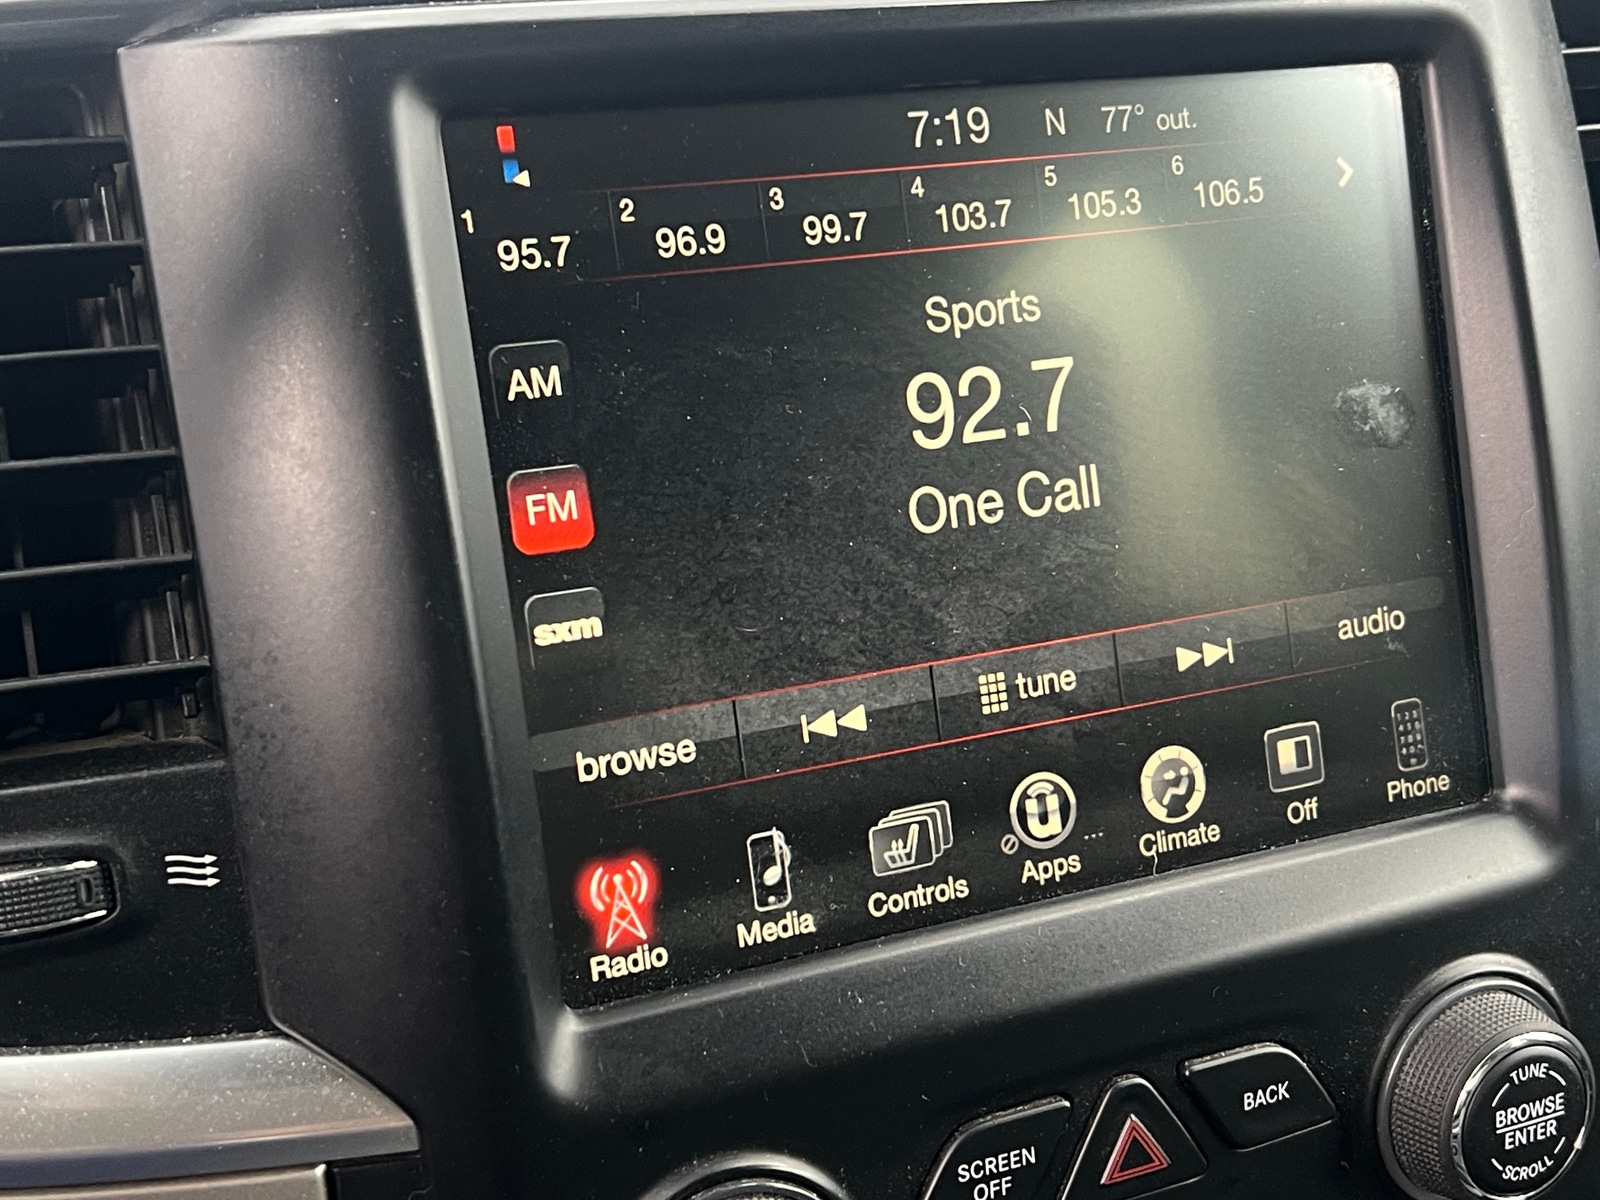 7:19 N 77° out.
1 95.7 2 96.9 3 99.7 4 103.7 5 105.3 6 106.5
Sports
AM
92.7
One Call
FM
sxm
browse tune audio
Radio Media Controls Apps ... Climate Off Phone
SCREEN
OFF
BACK
TUNE
BROWSE
ENTER
SCROLL